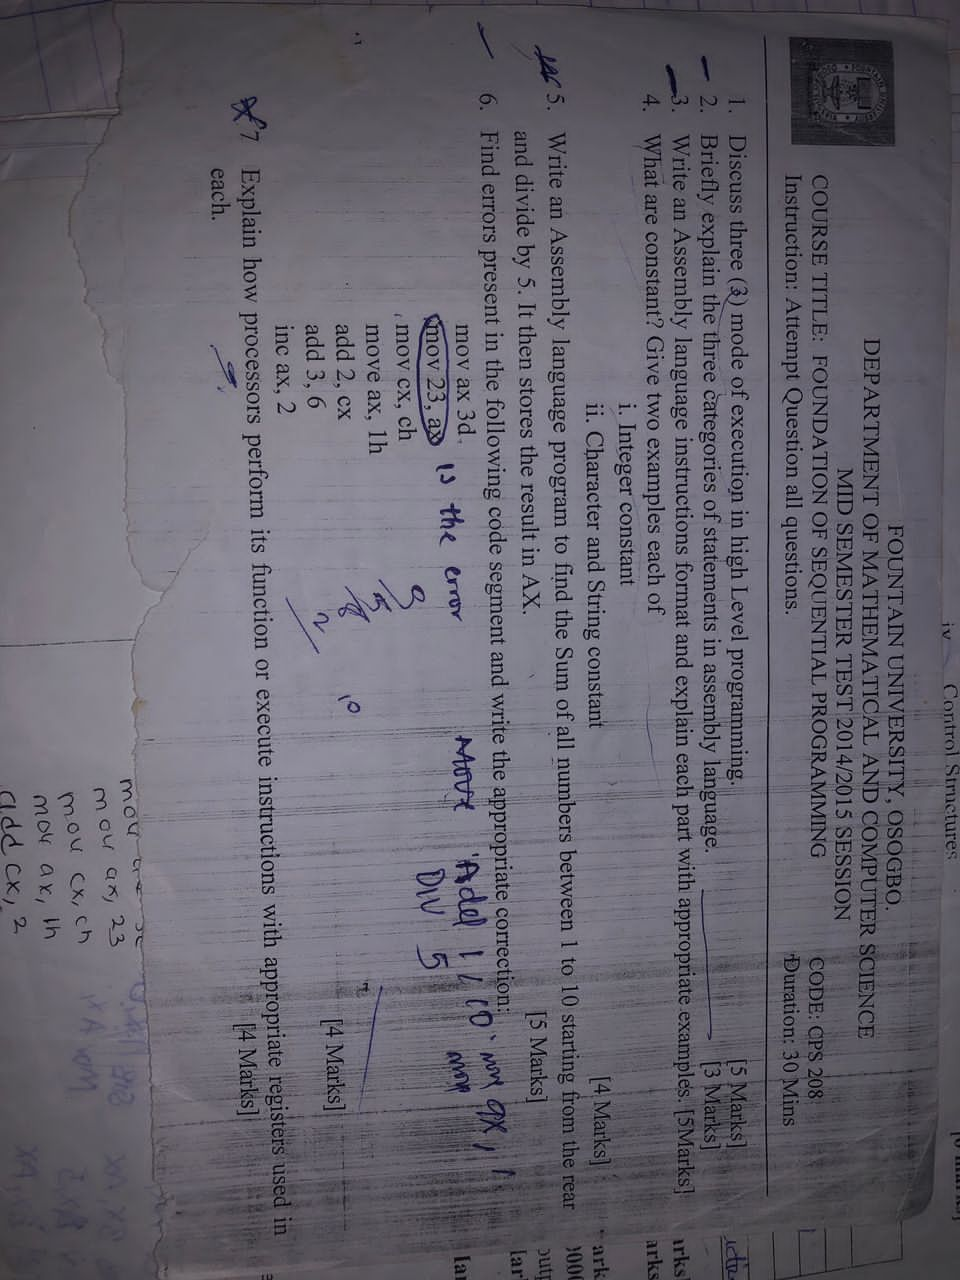 FOUNTAIN UNIVERSITY, OSOGBO.
DEPARTMENT OF MATHEMATICAL AND COMPUTER SCIENCE
MID SEMESTER TEST 2014/2015 SESSION
COURSE TITLE: FOUNDATION OF SEQUENTIAL PROGRAMMING CODE: CPS 208
Instruction: Attempt Question all questions. Duration: 30 Mins
1. Discuss three (3) mode of execution in high Level programming. [5 Marks]
2. Briefly explain the three categories of statements in assembly language. [3 Marks]
3. Write an Assembly language instructions format and explain each part with appropriate examples. [5Marks]
4. What are constant? Give two examples each of
i. Integer constant
ii. Character and String constant [4 Marks]
5. Write an Assembly language program to find the Sum of all numbers between 1 to 10 starting from the rear
and divide by 5. It then stores the result in AX. [5 Marks]
6. Find errors present in the following code segment and write the appropriate correction:
mov ax 3d
mov 23, ax is the error
mov cx, ch
move ax, 1h
add 2, cx
add 3, 6
inc ax, 2 [4 Marks]
7 Explain how processors perform its function or execute instructions with appropriate registers used in
each. [4 Marks]
Move Add 1, 10
DIV 5
10
mov ax, 23
mov cx, ch
mov ax, 1h
add cx, 2
iv Control Structures